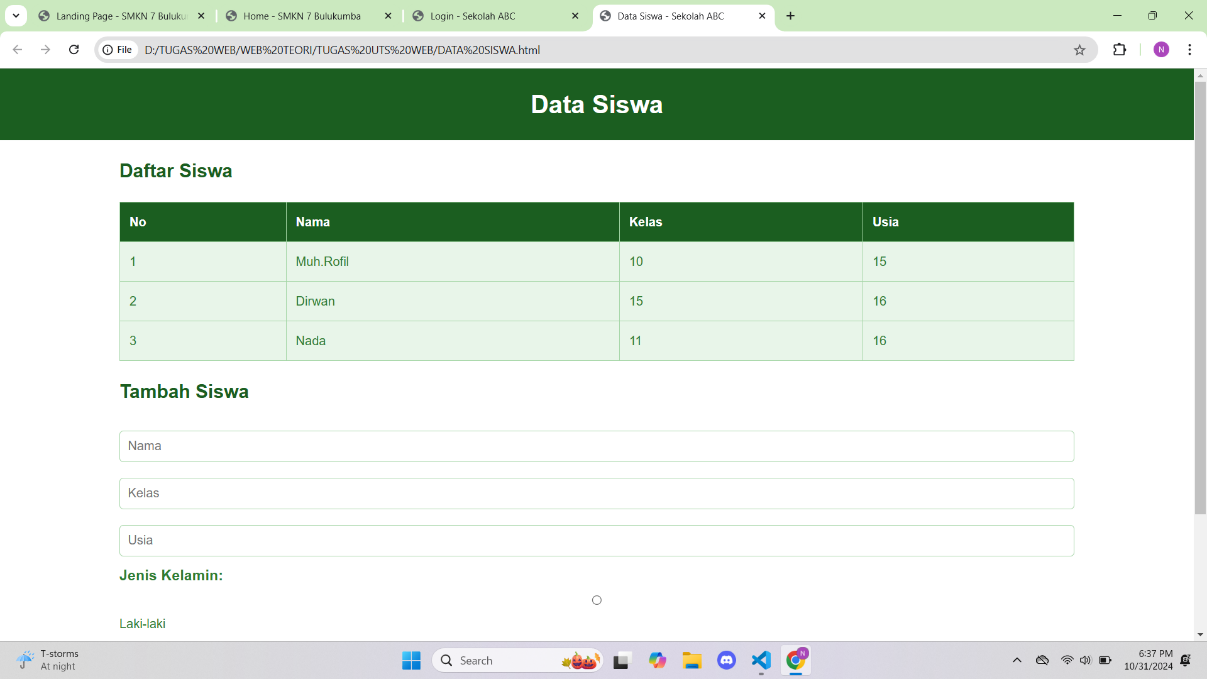 Landing Page - SMKN 7 Buluku
Home - SMKN 7 Bulukumba
Login - Sekolah ABC
Data Siswa - Sekolah ABC
File
D:/TUGAS%20WEB/WEB%20TEORI/TUGAS%20UTS%20WEB/DATA%20SISWA.html
N
Data Siswa
Daftar Siswa
No Nama Kelas Usia
1 Muh.Rofil 10 15
2 Dirwan 15 16
3 Nada 11 16
Tambah Siswa
Nama
Kelas
Usia
Jenis Kelamin:
Laki-laki
T-storms
At night
Search
N
6:37 PM
10/31/2024